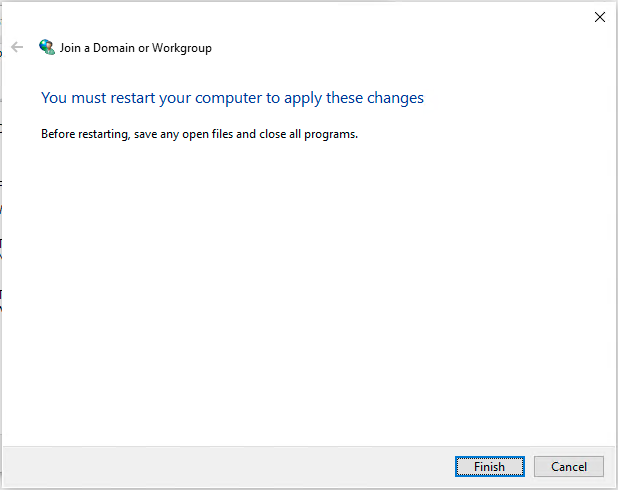 Join a Domain or Workgroup
You must restart your computer to apply these changes
Before restarting, save any open files and close all programs.
Finish
Cancel